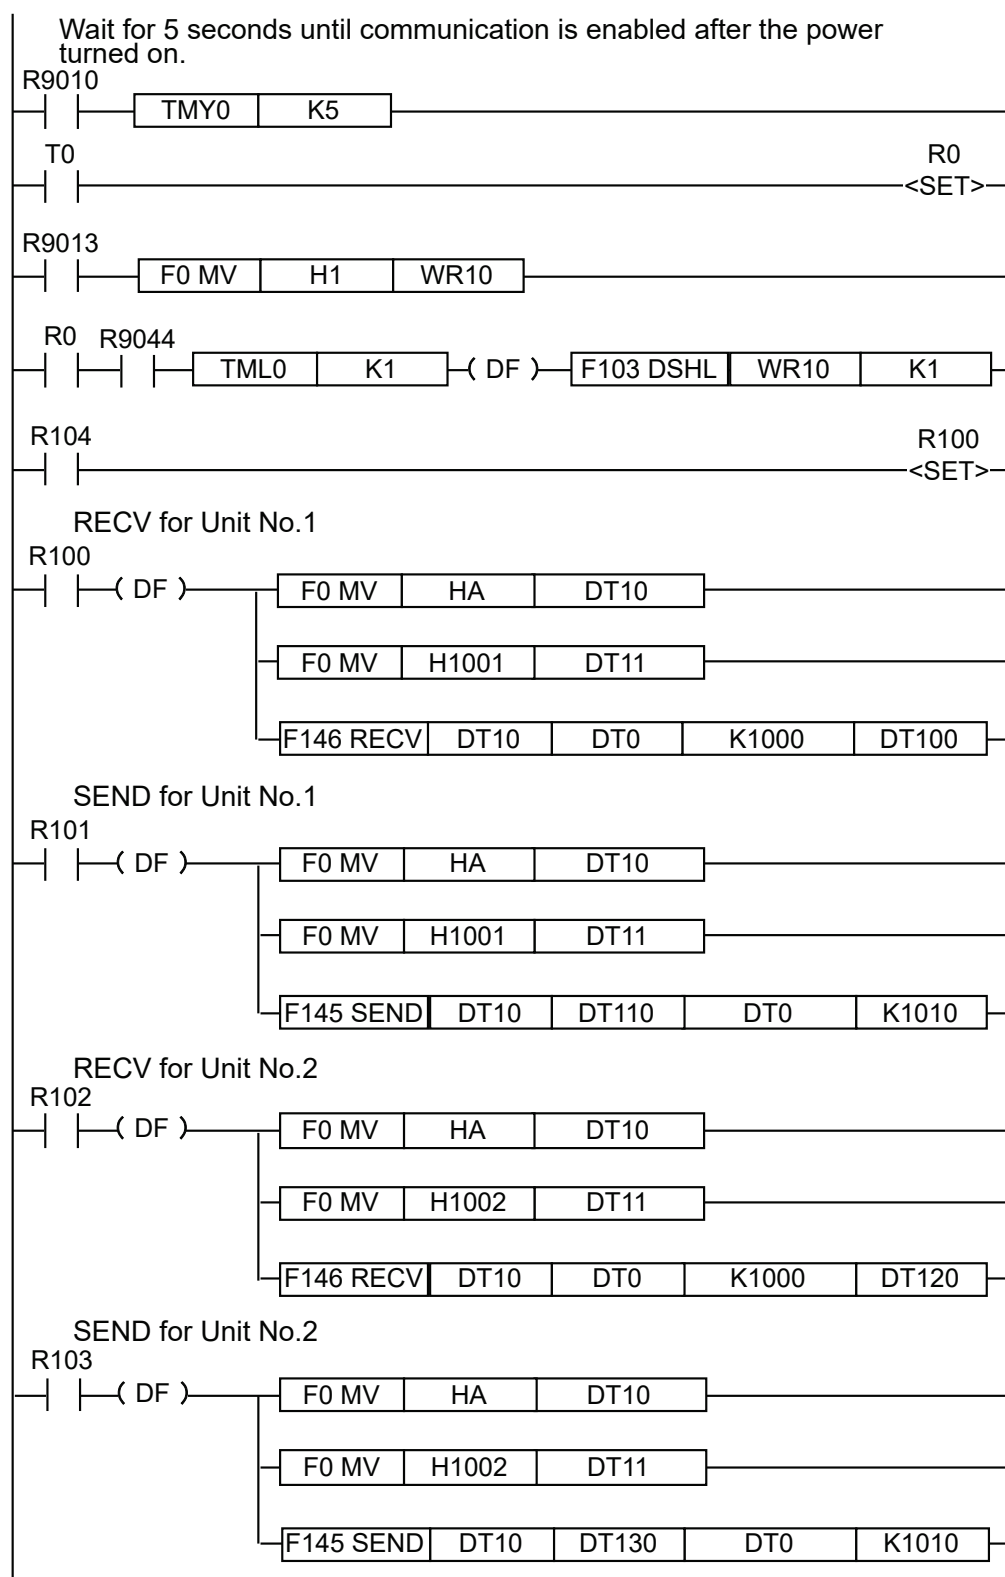 Wait for 5 seconds until communication is enabled after the power
turned on.
R9010
TMY0 K5
T0 R0
<SET>
R9013
F0 MV H1 WR10
R0 R9044
TML0 K1 ( DF ) F103 DSHL WR10 K1
R104 R100
<SET>
RECV for Unit No.1
R100
( DF ) F0 MV HA DT10
F0 MV H1001 DT11
F146 RECV DT10 DT0 K1000 DT100
SEND for Unit No.1
R101
( DF ) F0 MV HA DT10
F0 MV H1001 DT11
F145 SEND DT10 DT110 DT0 K1010
RECV for Unit No.2
R102
( DF ) F0 MV HA DT10
F0 MV H1002 DT11
F146 RECV DT10 DT0 K1000 DT120
SEND for Unit No.2
R103
( DF ) F0 MV HA DT10
F0 MV H1002 DT11
F145 SEND DT10 DT130 DT0 K1010